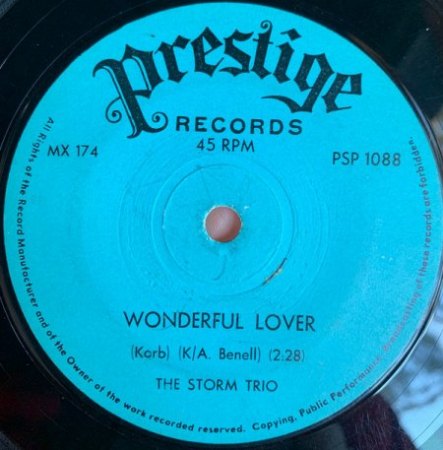 Prestige
RECORDS
45 RPM
MX 174
PSP 1088
WONDERFUL LOVER
(Korb) (K/A. Benell) (2:28)
THE STORM TRIO
All Rights of the Record Manufacturer and of the Owner of the work recorded reserved. Copying, Public Performance, Broadcasting of these records are forbidden.